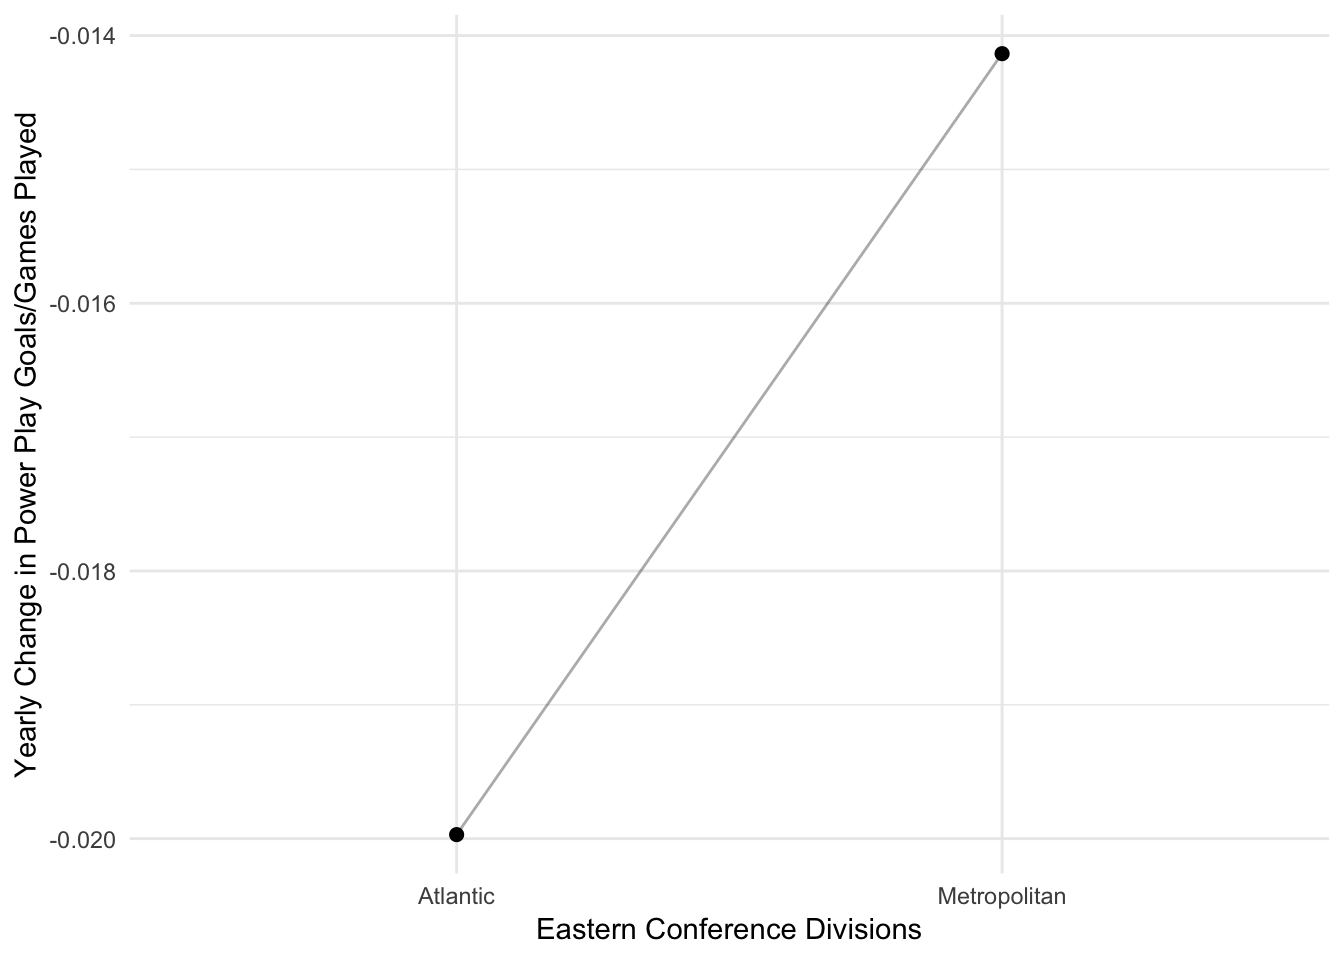 Yearly Change in Power Play Goals/Games Played
-0.014
-0.016
-0.018
-0.020
Atlantic
Metropolitan
Eastern Conference Divisions